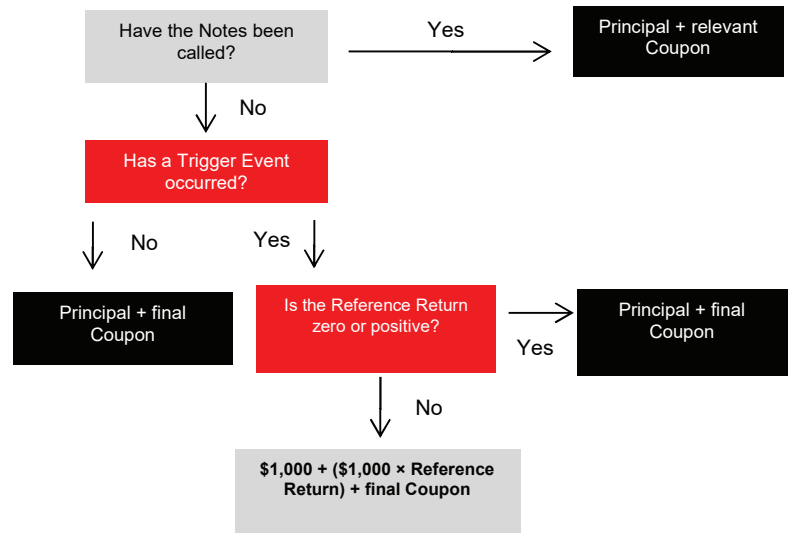 Have the Notes been
called?
Yes
Principal + relevant
Coupon
No
Has a Trigger Event
occurred?
No
Yes
Principal + final
Coupon
Is the Reference Return
zero or positive?
Yes
Principal + final
Coupon
No
$1,000 + ($1,000 × Reference
Return) + final Coupon